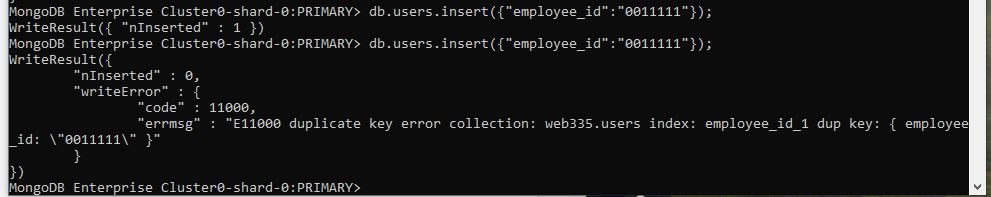 MongoDB Enterprise Cluster0-shard-0:PRIMARY> db.users.insert({"employee_id":"0011111"});
WriteResult({ "nInserted" : 1 })
MongoDB Enterprise Cluster0-shard-0:PRIMARY> db.users.insert({"employee_id":"0011111"});
WriteResult({
        "nInserted" : 0,
        "writeError" : {
                "code" : 11000,
                "errmsg" : "E11000 duplicate key error collection: web335.users index: employee_id_1 dup key: { employee
_id: \"0011111\" }"
        }
})
MongoDB Enterprise Cluster0-shard-0:PRIMARY>